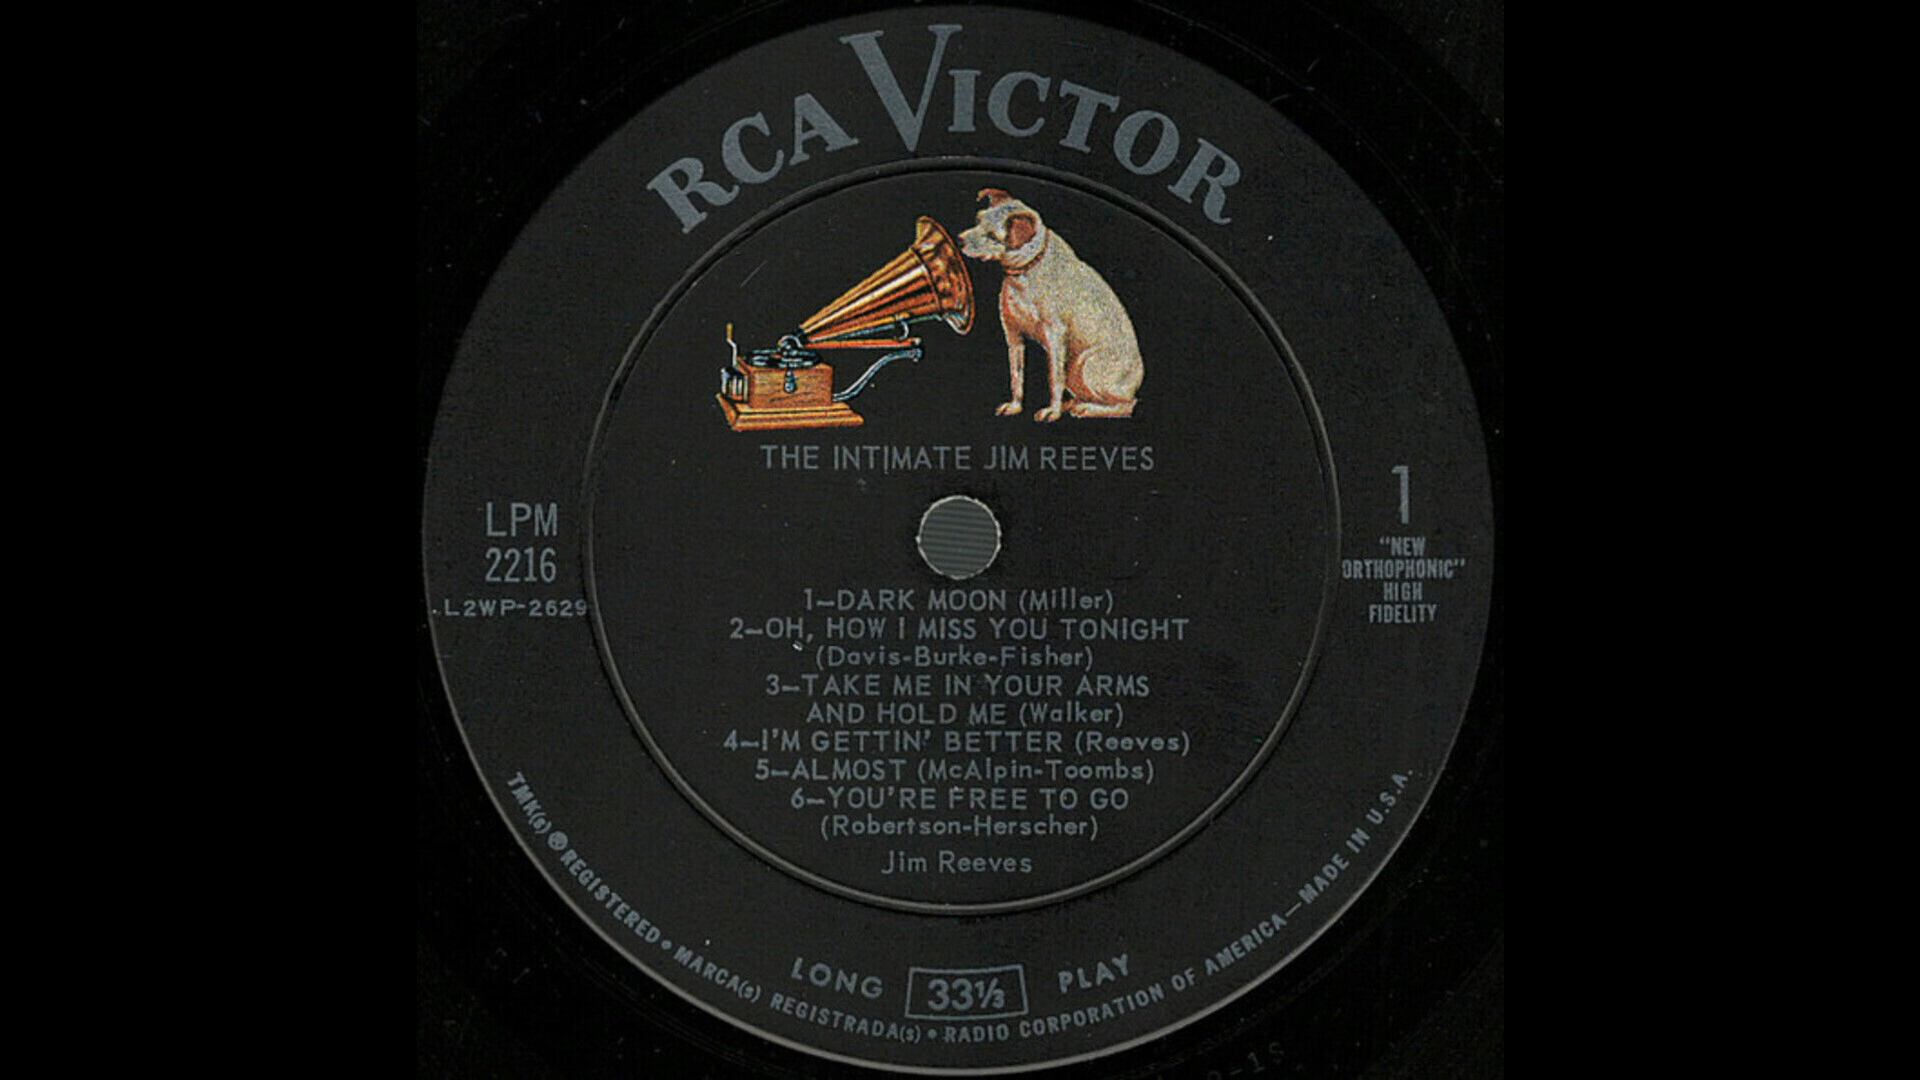 RCA VICTOR
THE INTIMATE JIM REEVES
LPM
2216
.L2WP-2629
1
"NEW
ORTHOPHONIC"
HIGH
FIDELITY
1—DARK MOON (Miller)
2—OH, HOW I MISS YOU TONIGHT
(Davis-Burke-Fisher)
3—TAKE ME IN YOUR ARMS
AND HOLD ME (Walker)
4—I'M GETTIN' BETTER (Reeves)
5—ALMOST (McAlpin-Toombs)
6—YOU'RE FREE TO GO
(Robertson-Herscher)
Jim Reeves
LONG 33⅓ PLAY
TMK(s) ® REGISTERED • MARCA(s) REGISTRADA(s) • RADIO CORPORATION OF AMERICA—MADE IN U.S.A.